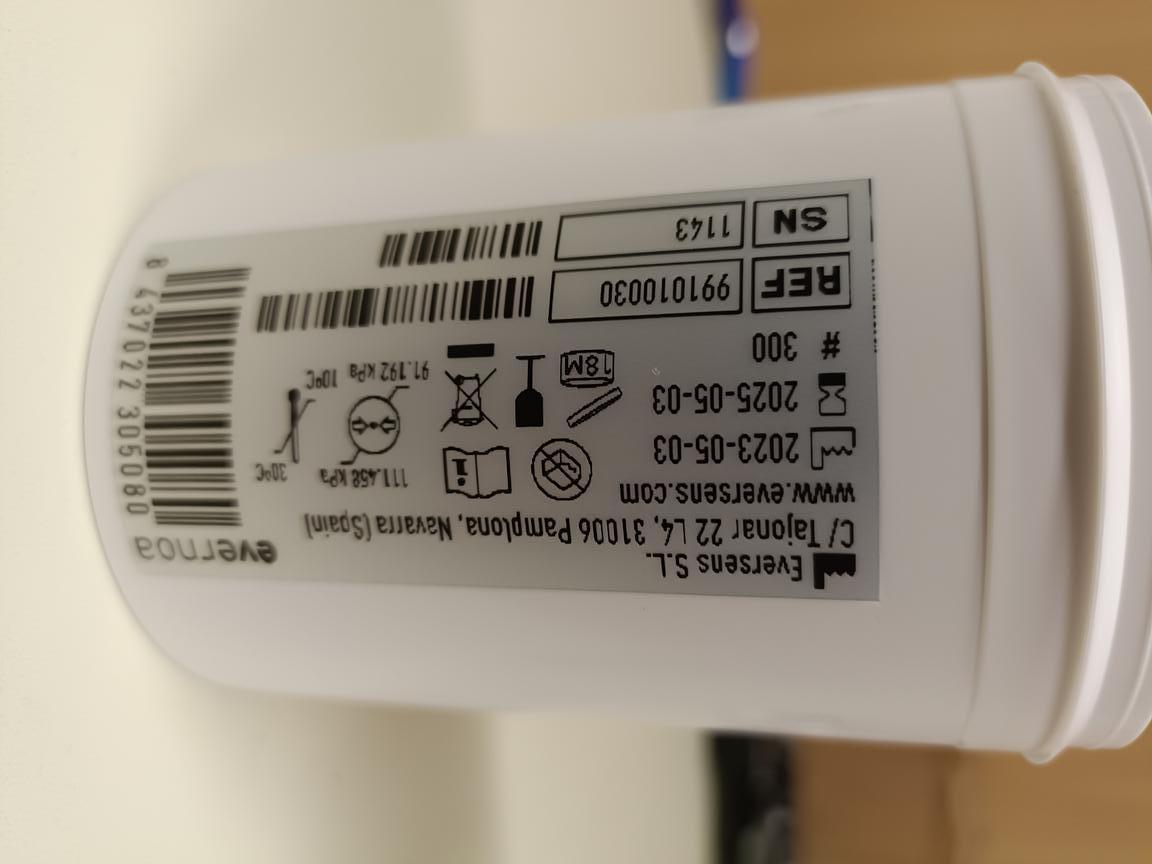 Eversens S.L.
C/ Tajonar 22 L4, 31006 Pamplona, Navarra (Spain)
www.eversens.com
2023-05-03
2025-05-03
# 300
REF 991010030
SN 1143
18M
i
111.458 kPa
91.192 kPa
30ºC
10ºC
evernoa
8 437022 305080